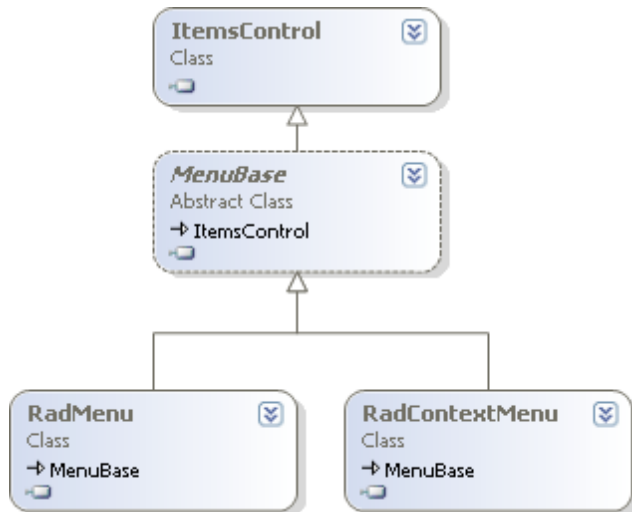 ItemsControl
Class
MenuBase
Abstract Class
ItemsControl
RadMenu
Class
MenuBase
RadContextMenu
Class
MenuBase